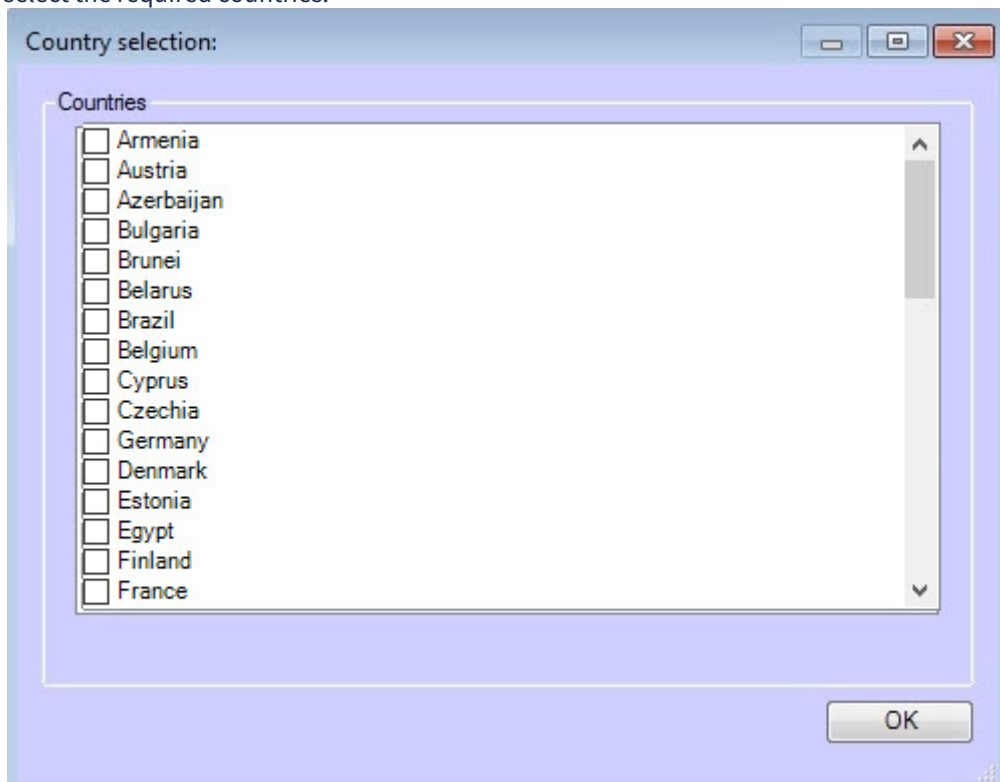 select the required countries.
Country selection:
Countries
Armenia
Austria
Azerbaijan
Bulgaria
Brunei
Belarus
Brazil
Belgium
Cyprus
Czechia
Germany
Denmark
Estonia
Egypt
Finland
France
OK